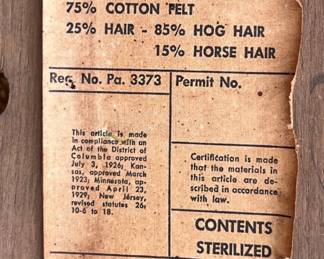 75% COTTON FELT
25% HAIR - 85% HOG HAIR
15% HORSE HAIR
Reg. No. Pa. 3373
Permit No.
This article is made
in compliance with an
Act of the District of
Columbia approved
July 3, 1926; Kan-
sas, approved March
1923; Minnesota, ap-
proved April 23,
1929; New Jersey,
revised statutes 26,
10-6 to 18.
Certification is made
that the materials in
this article are de-
scribed in accordance
with law.
CONTENTS
STERILIZED